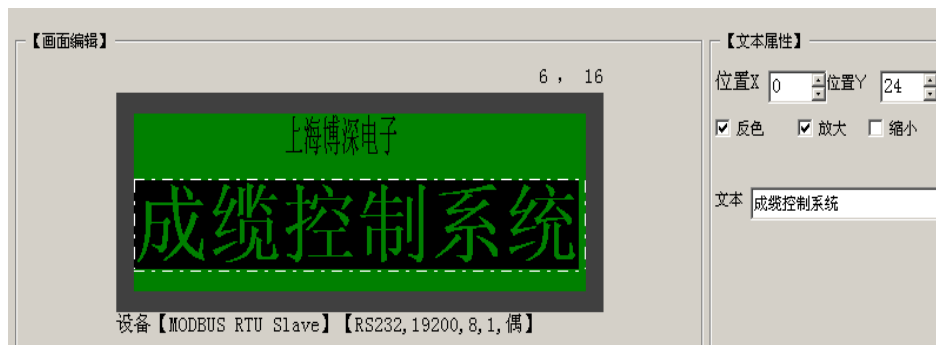 【画面编辑】
6， 16
上海博深电子
成缆控制系统
设备【MODBUS RTU Slave】【RS232,19200,8,1,偶】
【文本属性】
位置X 0 位置Y 24
反色 放大 缩小
文本 成缆控制系统